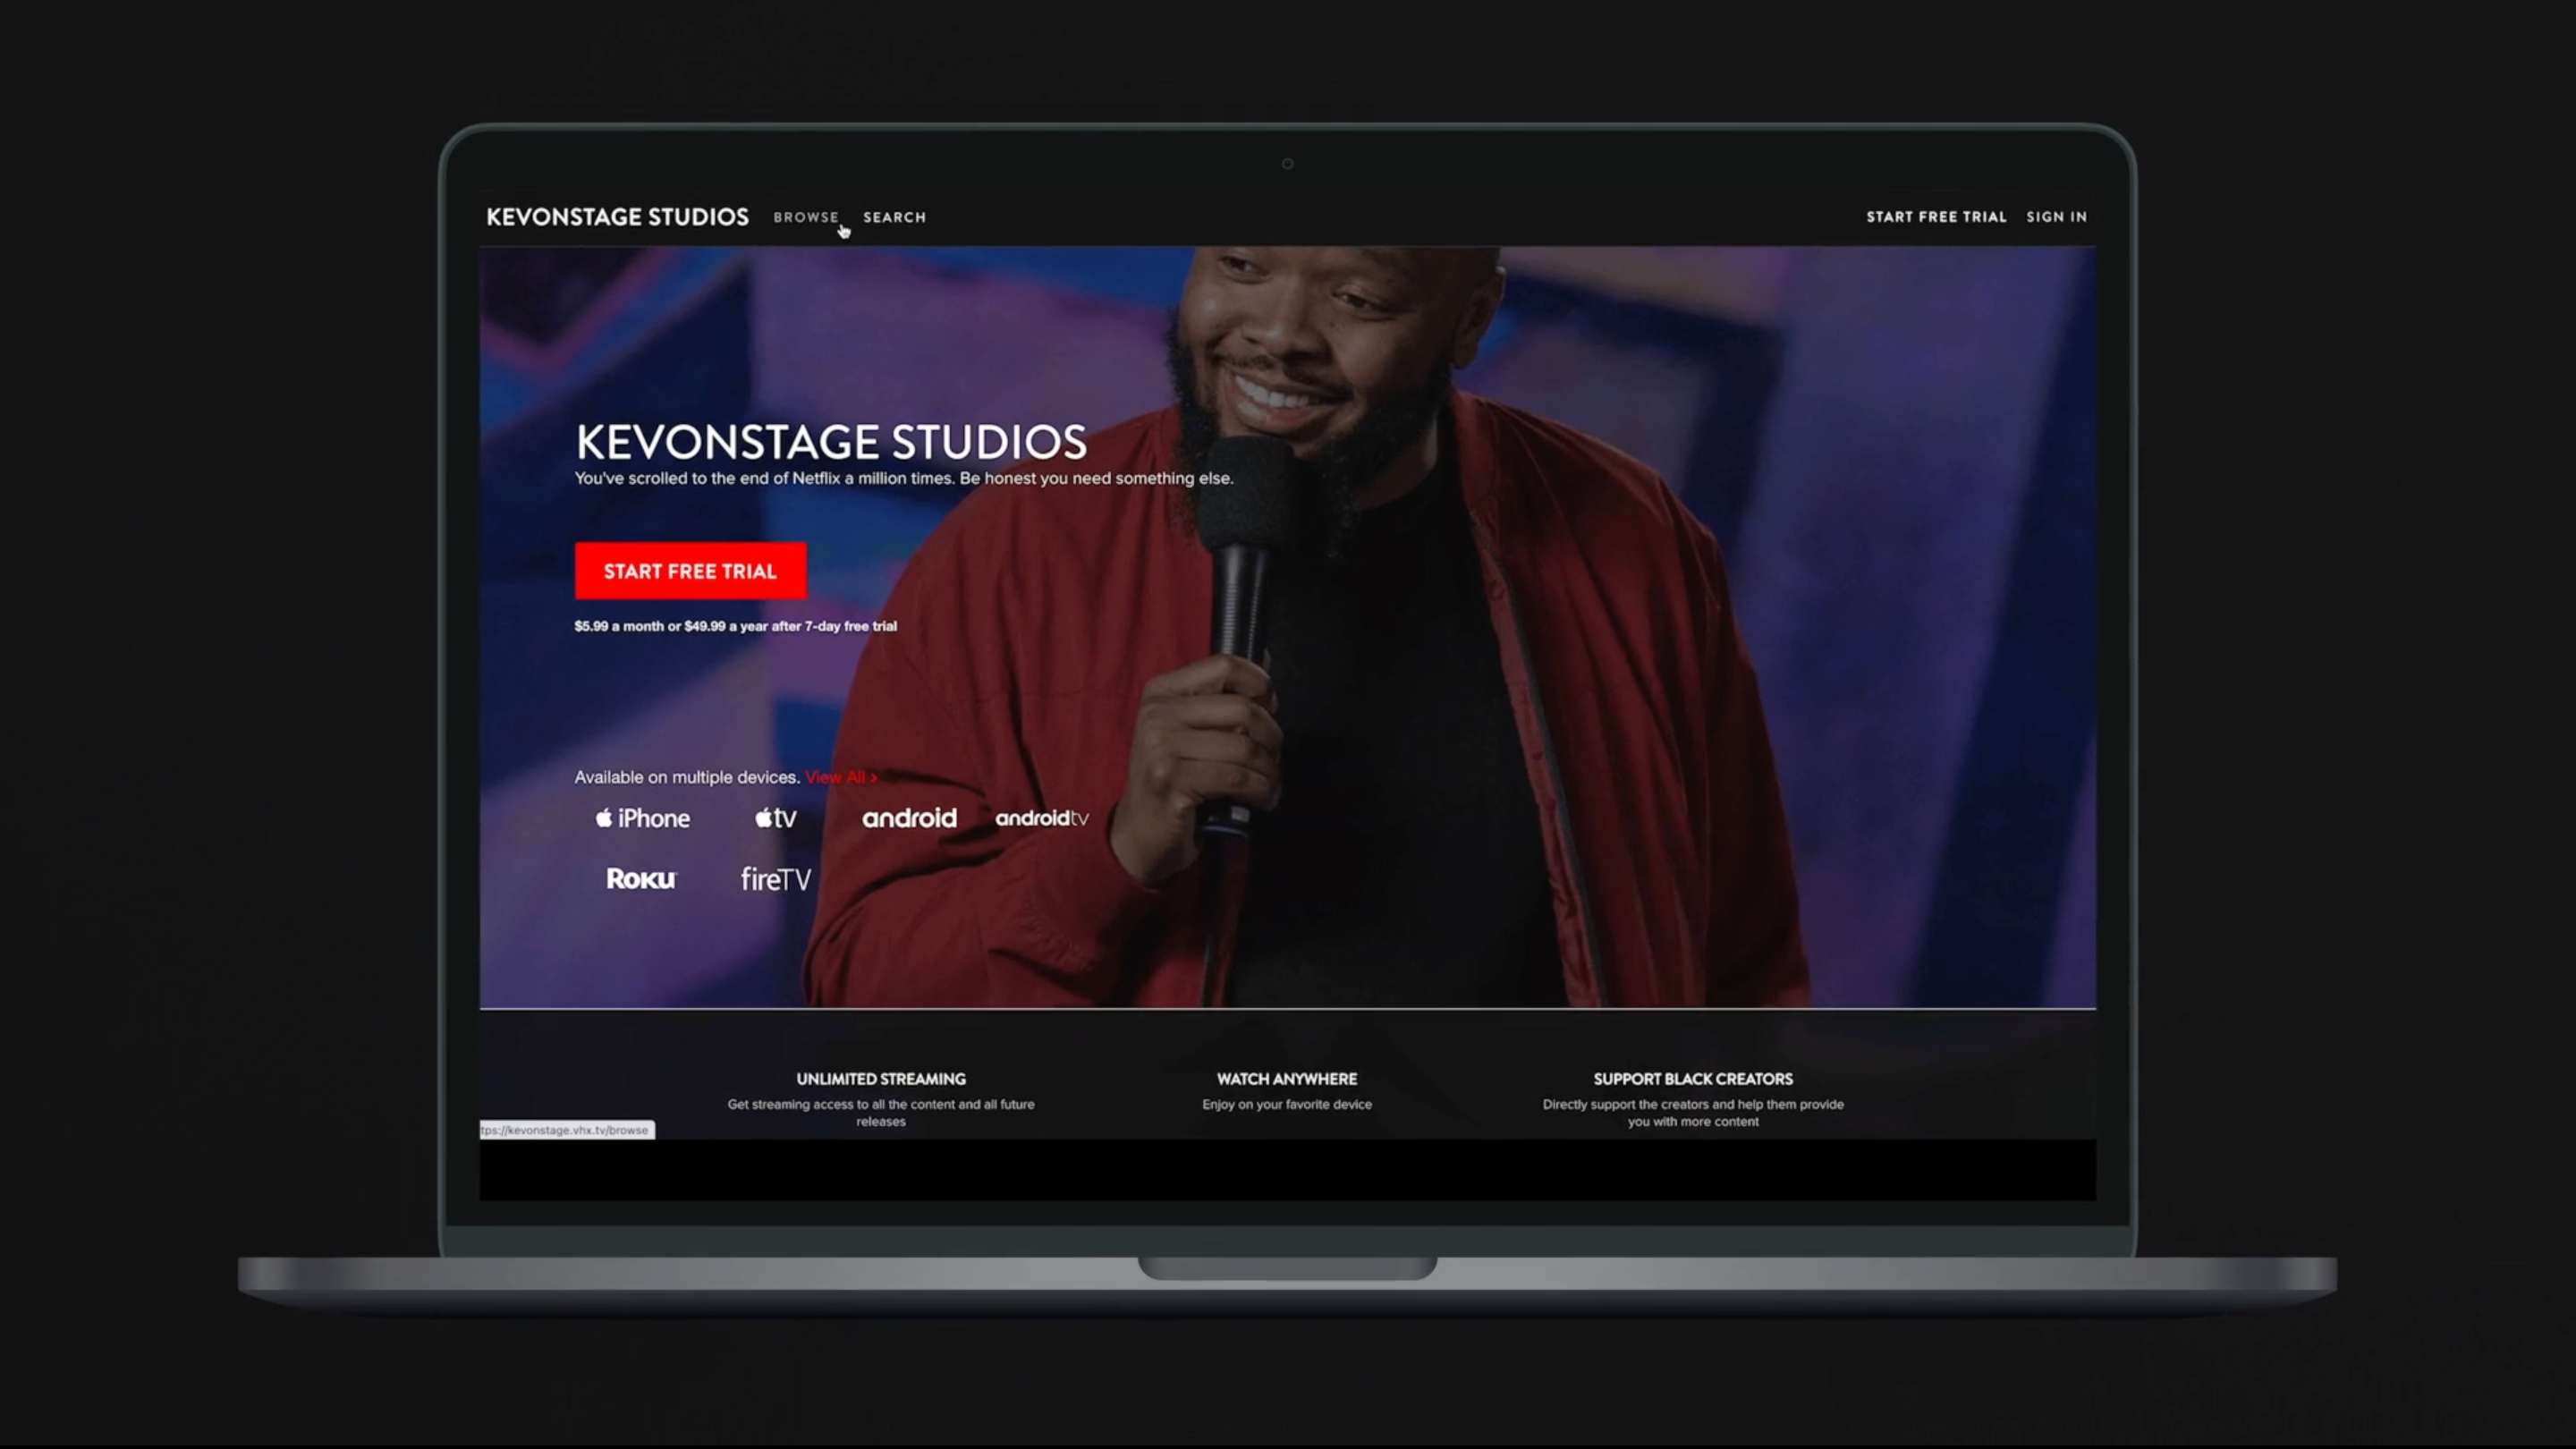 KEVONSTAGE STUDIOS BROWSE SEARCH START FREE TRIAL SIGN IN
KEVONSTAGE STUDIOS
You've scrolled to the end of Netflix a million times. Be honest you need something else.
START FREE TRIAL
$5.99 a month or $49.99 a year after 7-day free trial
Available on multiple devices. View All >
iPhone tv android androidtv
Roku fireTV
UNLIMITED STREAMING
Get streaming access to all the content and all future
releases
WATCH ANYWHERE
Enjoy on your favorite device
SUPPORT BLACK CREATORS
Directly support the creators and help them provide
you with more content
tps://kevonstage.vhx.tv/browse